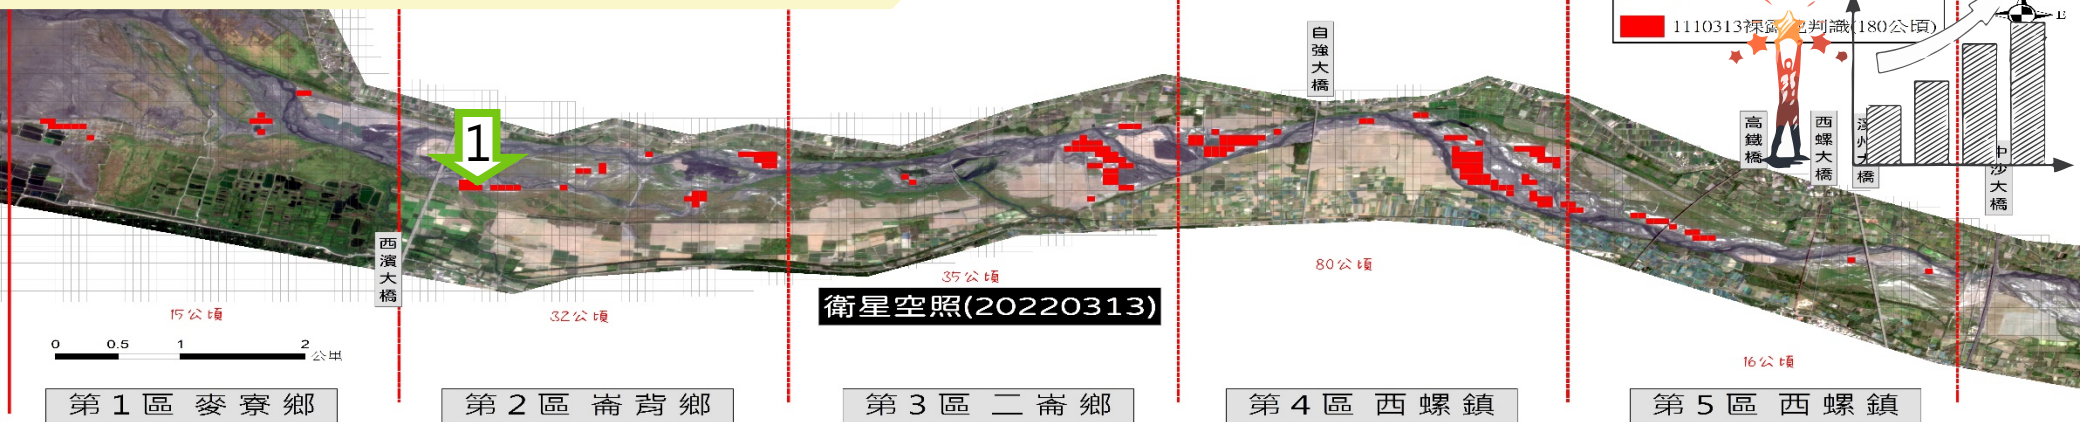 1110313裸露地判識(180公頃)
E
自強大橋
高鐵橋
西螺大橋
溪州大橋
中沙大橋
1
西濱大橋
15公頃
32公頃
35公頃
80公頃
16公頃
衛星空照(20220313)
0 0.5 1 2 公里
第1區 麥寮鄉
第2區 崙背鄉
第3區 二崙鄉
第4區 西螺鎮
第5區 西螺鎮